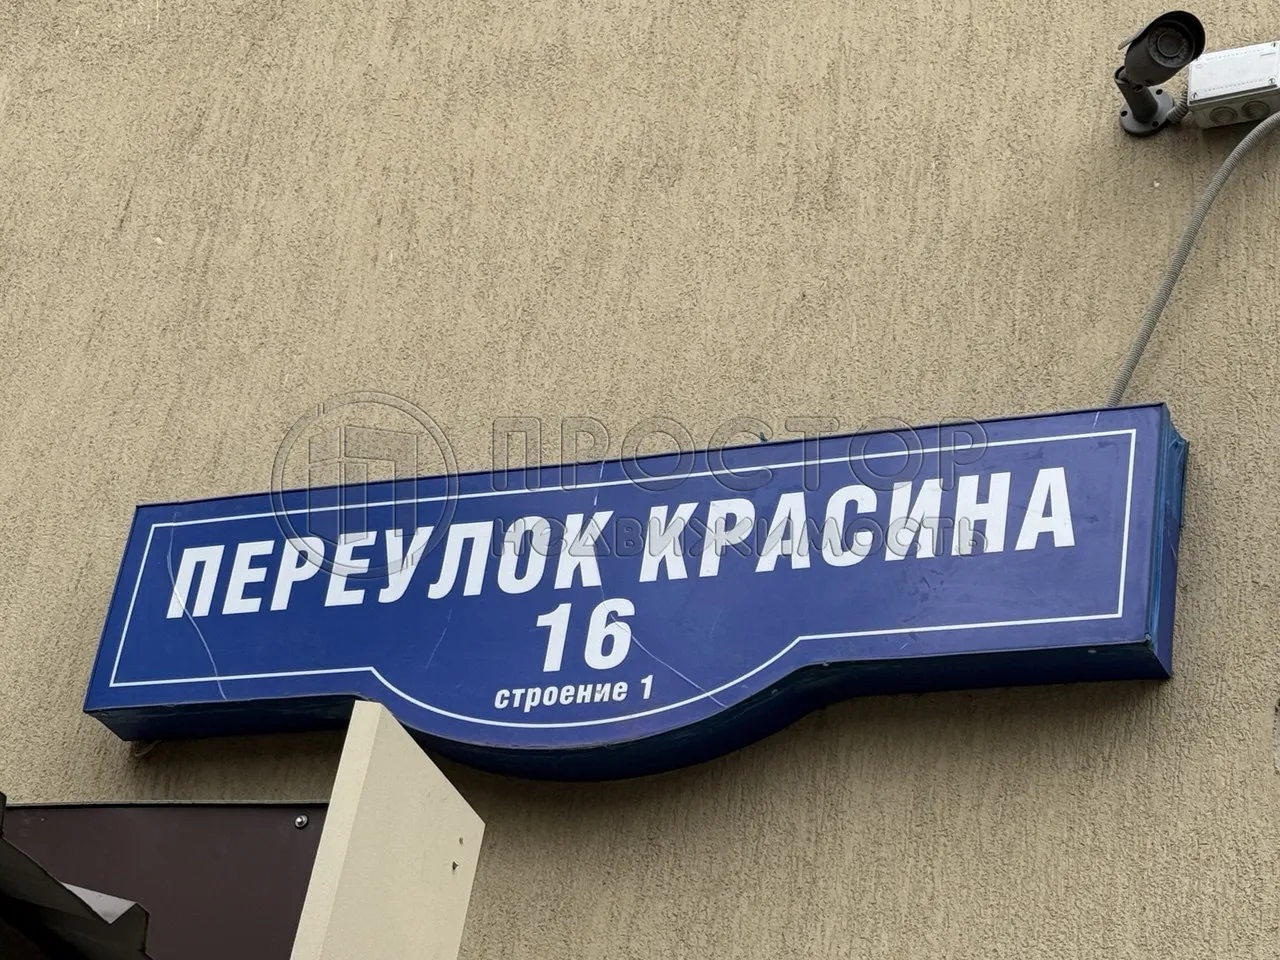 ПРОСТОР
НЕДВИЖИМОСТЬ
ПЕРЕУЛОК КРАСИНА
16
строение 1